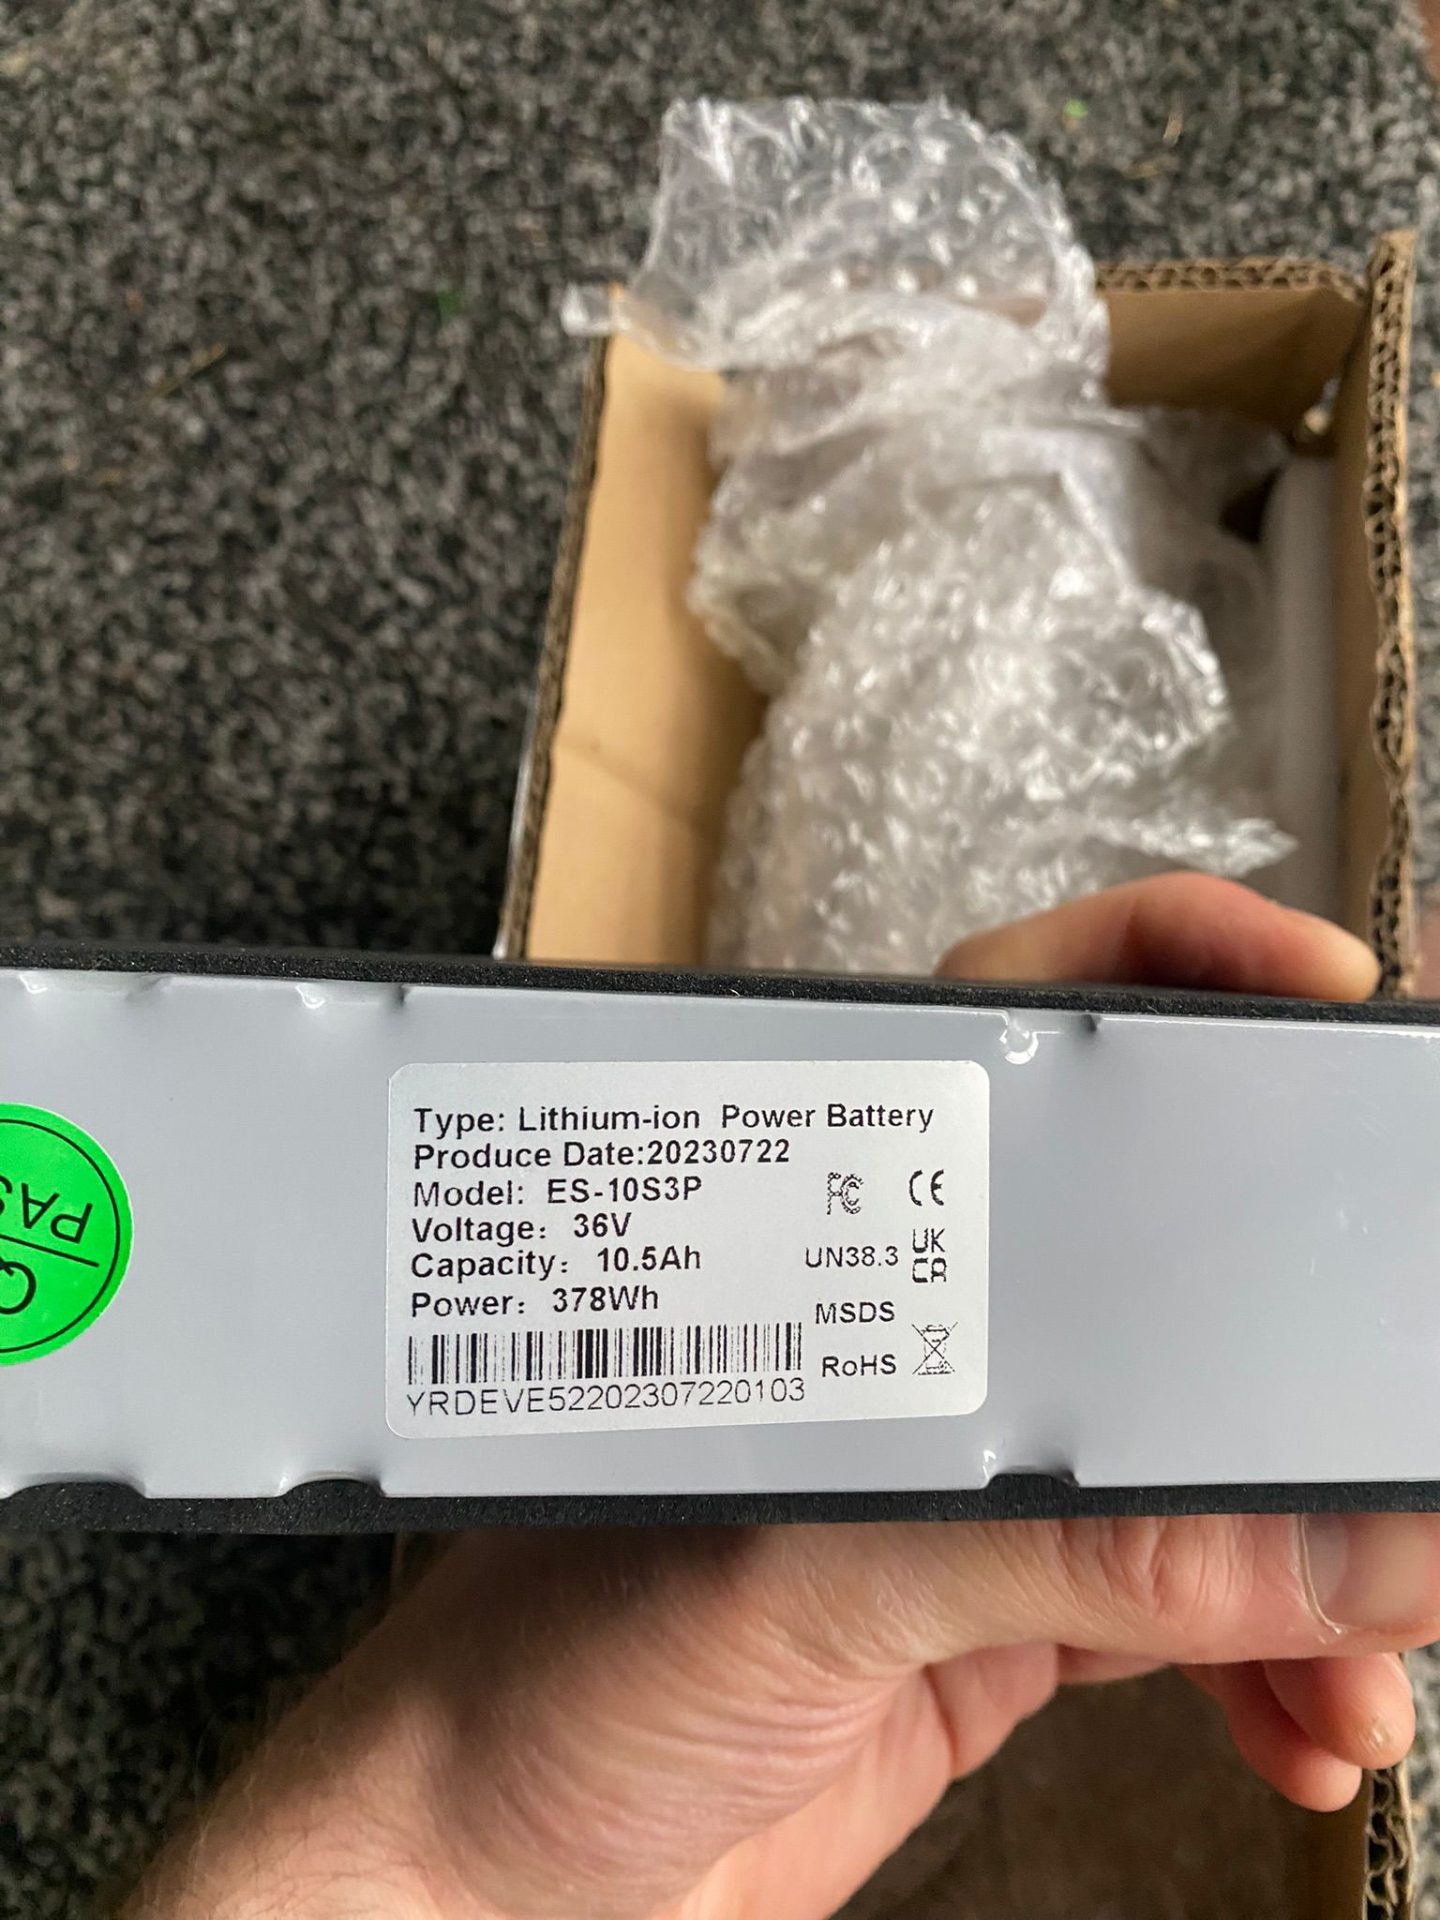 Type: Lithium-ion Power Battery
Produce Date:20230722
Model: ES-10S3P
Voltage: 36V
Capacity: 10.5Ah
Power: 378Wh
FC CE
UN38.3 UK
CA
MSDS
RoHS
YRDEVE52202307220103
PAS